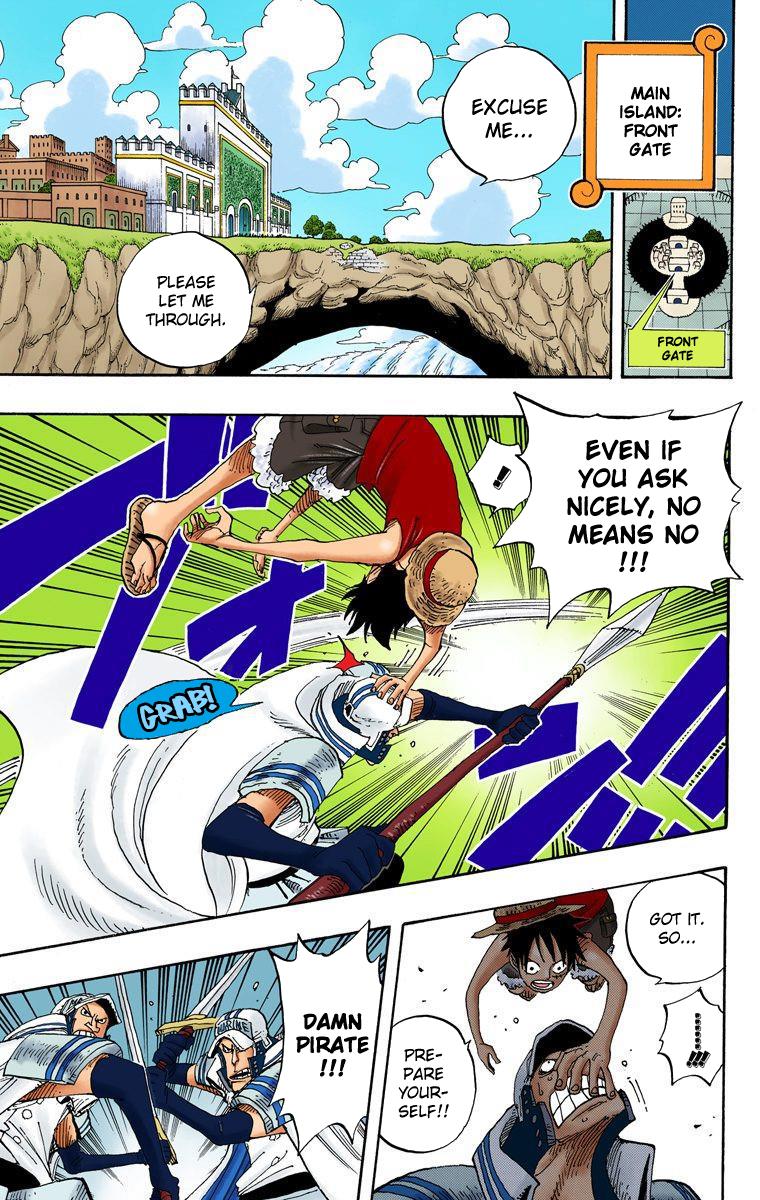 EXCUSE
ME...
MAIN
ISLAND:
FRONT
GATE
PLEASE
LET ME
THROUGH.
FRONT
GATE
EVEN IF
YOU ASK
NICELY, NO
MEANS NO
!!!
!
GRAB!
GOT IT.
SO...
!!!
PRE-
PARE
YOUR-
SELF!!
DAMN
PIRATE
!!!
MARINE